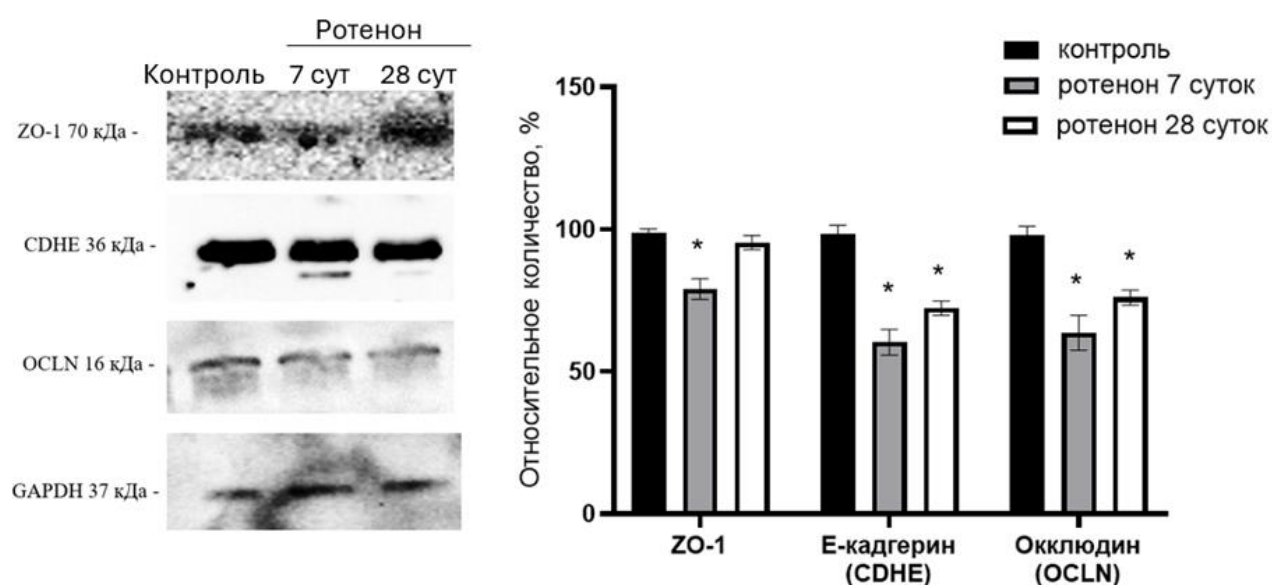 Ротенон
Контроль 7 сут 28 сут
ZO-1 70 кДа -
CDHE 36 кДа -
OCLN 16 кДа -
GAPDH 37 кДа -
контроль
ротенон 7 суток
ротенон 28 суток
Относительное количество, %
150
100
50
0
* * * * *
ZO-1
Е-кадгерин
(CDHE)
Окклюдин
(OCLN)